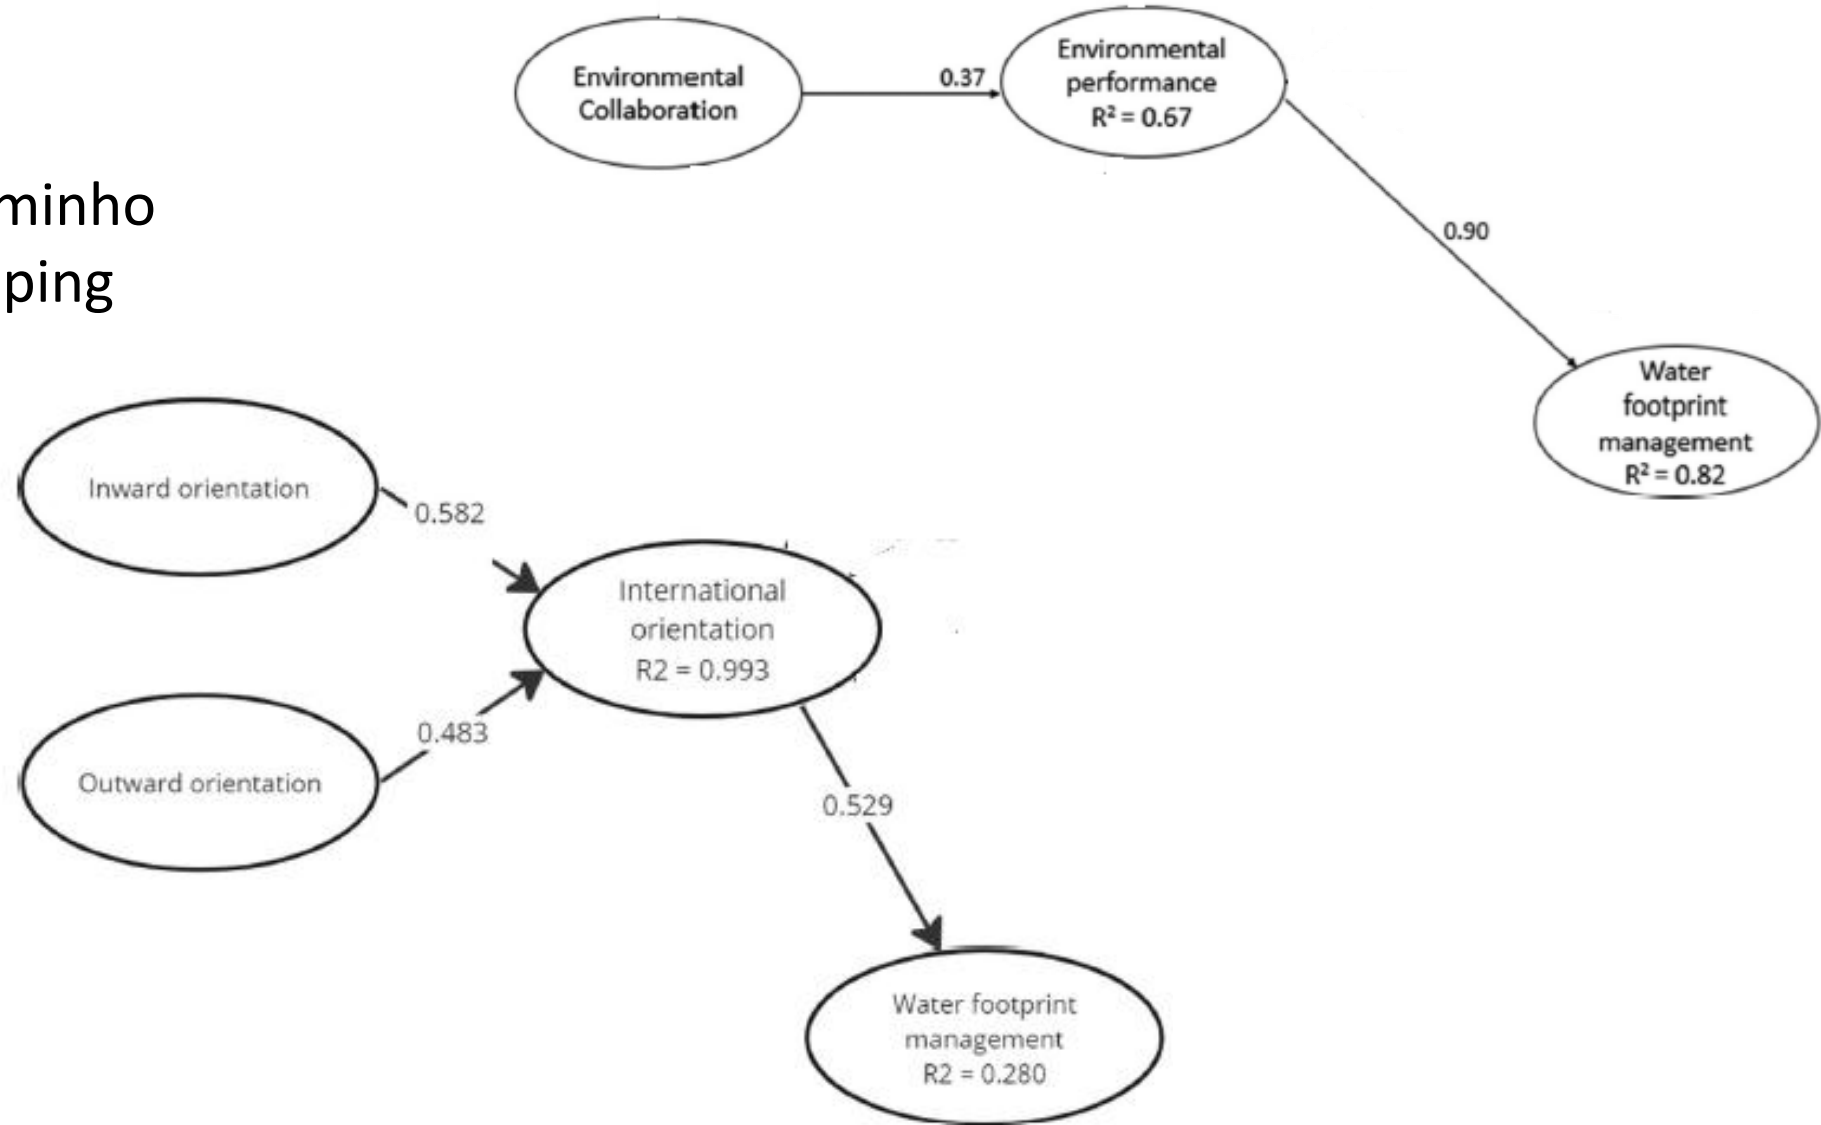 Environmental
Collaboration
0.37
Environmental
performance
R² = 0.67
minho
ping
0.90
Water
footprint
management
R² = 0.82
Inward orientation
0.582
International
orientation
R2 = 0.993
Outward orientation
0.483
0.529
Water footprint
management
R2 = 0.280